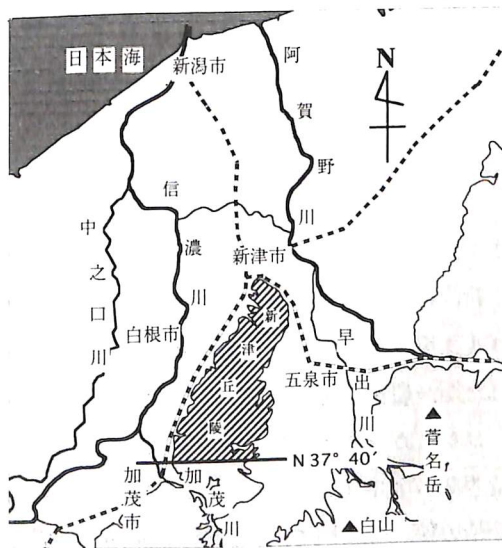 日本海
新潟市
阿賀野川
N
信濃川
中之口川
新津市
白根市
新津丘陵
五泉市
早出川
菅名岳
N 37° 40′
加茂市
加茂川
白山